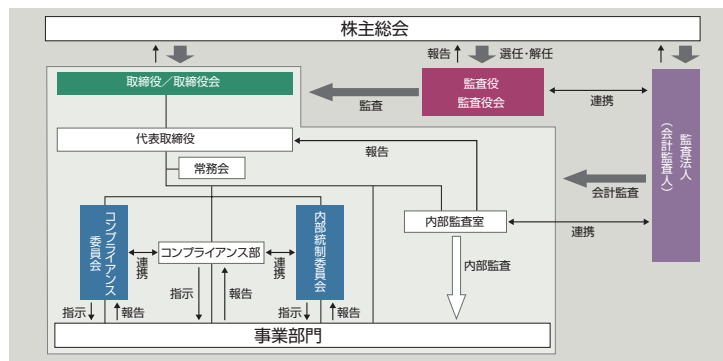 株主総会
報告
選任・解任
取締役／取締役会
監査役
監査役会
監査
連携
監査法人
（会計監査人）
代表取締役
報告
常務会
会計監査
コンプライアンス
委員会
連携
コンプライアンス部
連携
内部統制委員会
内部監査室
連携
内部監査
指示
報告
指示
報告
指示
報告
事業部門